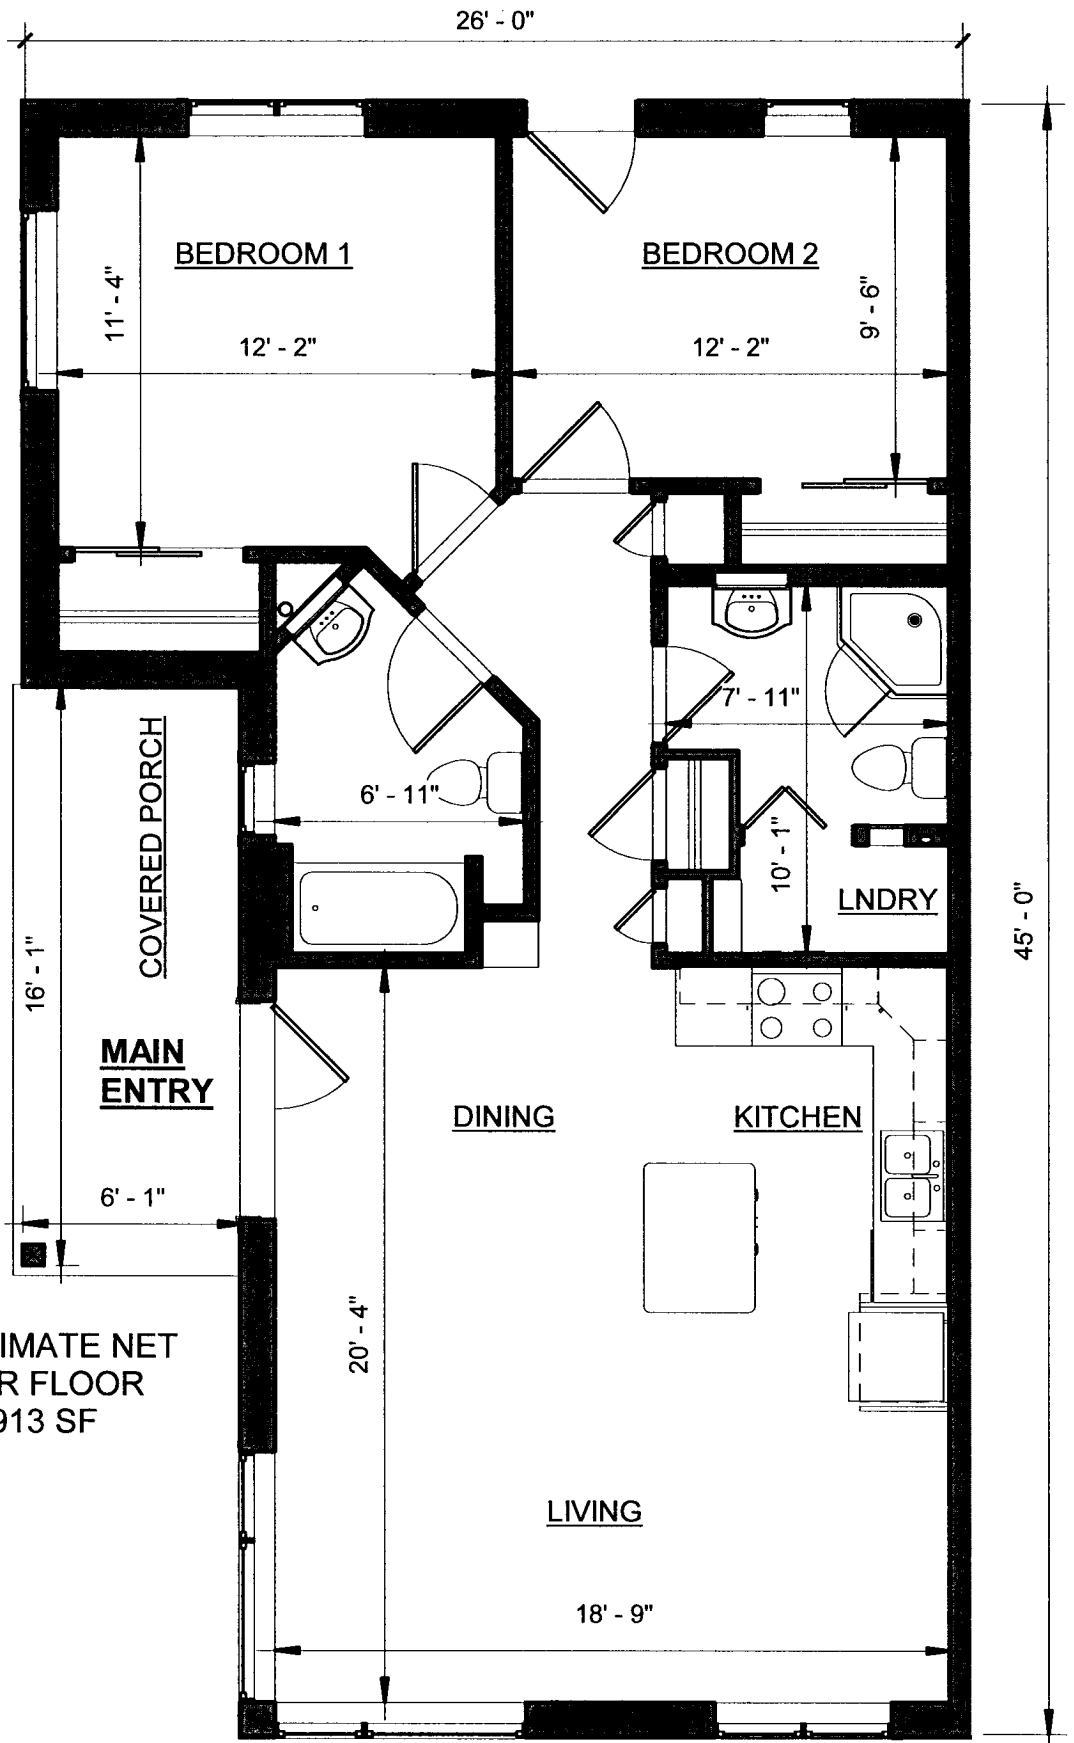 26' - 0"
BEDROOM 1
BEDROOM 2
11' - 4"
9' - 6"
12' - 2"
12' - 2"
7' - 11"
6' - 11"
COVERED PORCH
10' - 1"
LNDRY
45' - 0"
16' - 1"
MAIN
ENTRY
DINING
KITCHEN
6' - 1"
20' - 4"
IMATE NET
R FLOOR
913 SF
LIVING
18' - 9"